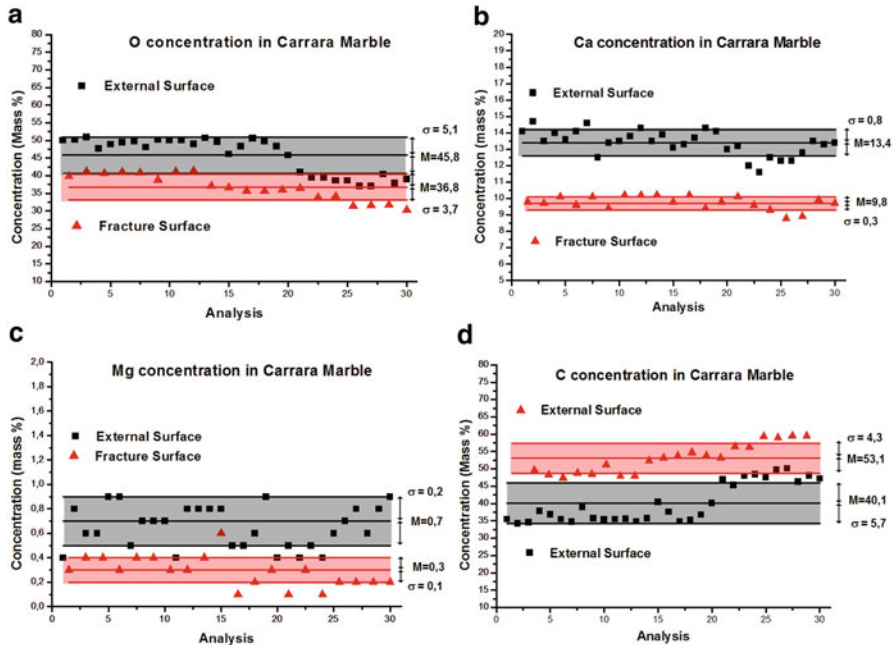 a
O concentration in Carrara Marble
Concentration (Mass %)
80
75
70
65
60
55
50
45
40
35
30
25
20
15
10
External Surface
Fracture Surface
σ = 5,1
M=45,8
M=36,8
σ = 3,7
0 5 10 15 20 25 30
Analysis
b
Ca concentration in Carrara Marble
Concentration (mass %)
20
19
18
17
16
15
14
13
12
11
10
9
8
7
6
5
External Surface
Fracture Surface
σ = 0,8
M=13,4
M=9,8
σ = 0,3
0 5 10 15 20 25 30
Analysis
c
Mg concentration in Carrara Marble
Concentration (mass %)
2,0
1,8
1,6
1,4
1,2
1,0
0,8
0,6
0,4
0,2
0,0
External Surface
Fracture Surface
σ = 0,2
M=0,7
M=0,3
σ = 0,1
0 5 10 15 20 25 30
Analysis
d
C concentration in Carrara Marble
Concentration (mass %)
80
75
70
65
60
55
50
45
40
35
30
25
20
15
10
External Surface
External Surface
σ = 4,3
M=53,1
M=40,1
σ = 5,7
0 5 10 15 20 25 30
Analysis